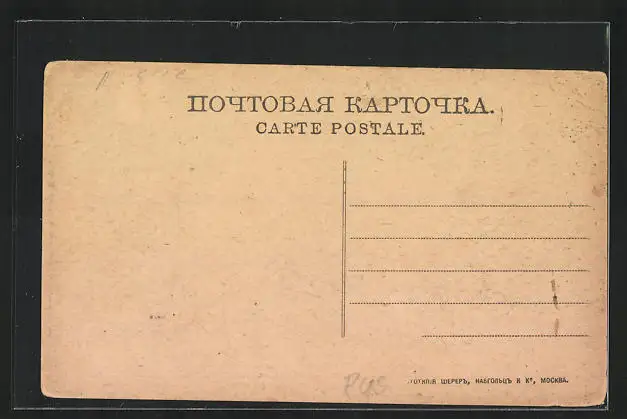 ПОЧТОВАЯ КАРТОЧКА.
CARTE POSTALE.
ШЕРЕРЪ, НАБГОЛЬЦЪ И Кº, МОСКВА.